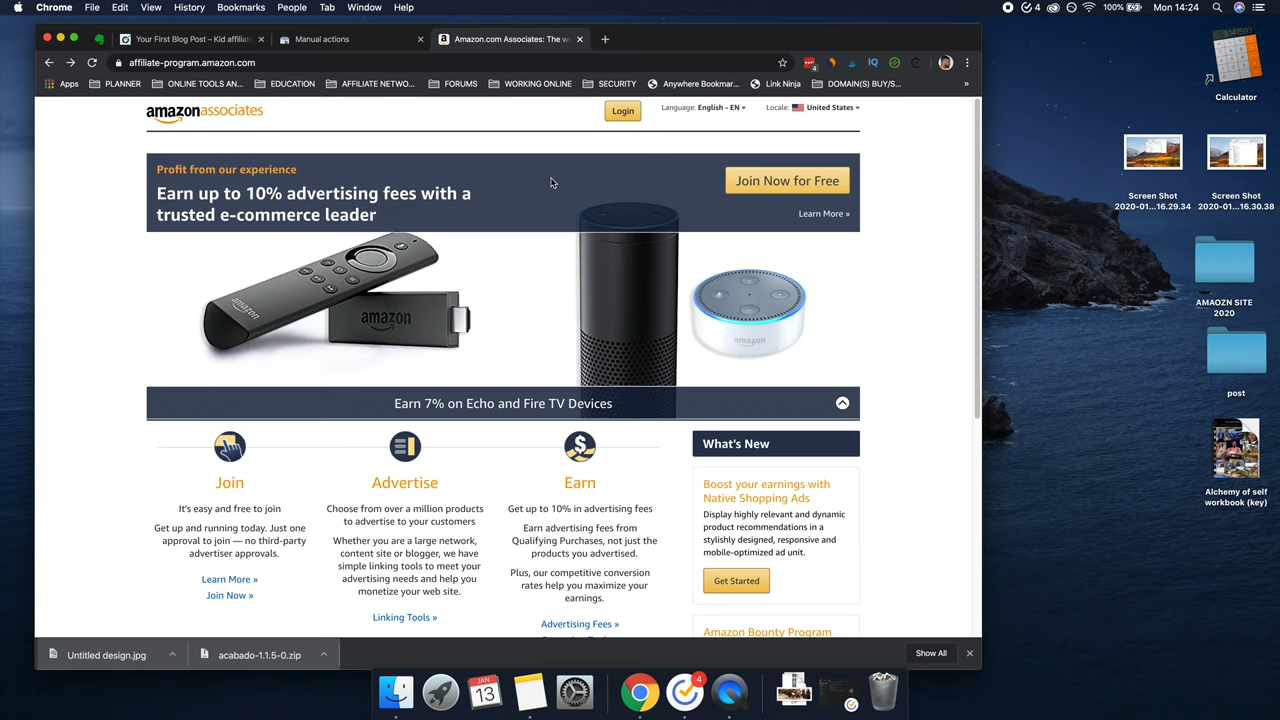 Chrome File Edit View History Bookmarks People Tab Window Help
4 100% Mon 14:24
Your First Blog Post – Kid affiliat
Manual actions
Amazon.com Associates: The w
affiliate-program.amazon.com
4
IQ
Apps PLANNER ONLINE TOOLS AN... EDUCATION AFFILIATE NETWO... FORUMS WORKING ONLINE SECURITY Anywhere Bookmar... Link Ninja DOMAIN(S) BUY/S... »
amazonassociates
Login
Language: English - EN
Locale: United States
Profit from our experience
Earn up to 10% advertising fees with a
trusted e-commerce leader
Join Now for Free
Learn More »
amazon
amazon
amazon
Earn 7% on Echo and Fire TV Devices
Join
It's easy and free to join
Get up and running today. Just one
approval to join — no third-party
advertiser approvals.
Learn More »
Join Now »
Advertise
Choose from over a million products
to advertise to your customers
Whether you are a large network,
content site or blogger, we have
simple linking tools to meet your
advertising needs and help you
monetize your web site.
Linking Tools »
$
Earn
Get up to 10% in advertising fees
Earn advertising fees from
Qualifying Purchases, not just the
products you advertised.
Plus, our competitive conversion
rates help you maximize your
earnings.
Advertising Fees »
What's New
Boost your earnings with
Native Shopping Ads
Display highly relevant and dynamic
product recommendations in a
stylishly designed, responsive and
mobile-optimized ad unit.
Get Started
Amazon Bounty Program
Untitled design.jpg
acabado-1.1.5-0.zip
Show All
JAN
13
4
Calculator
Screen Shot
2020-01...16.29.34
Screen Shot
2020-01...16.30.38
AMAOZN SITE
2020
post
Alchemy of self
workbook (key)